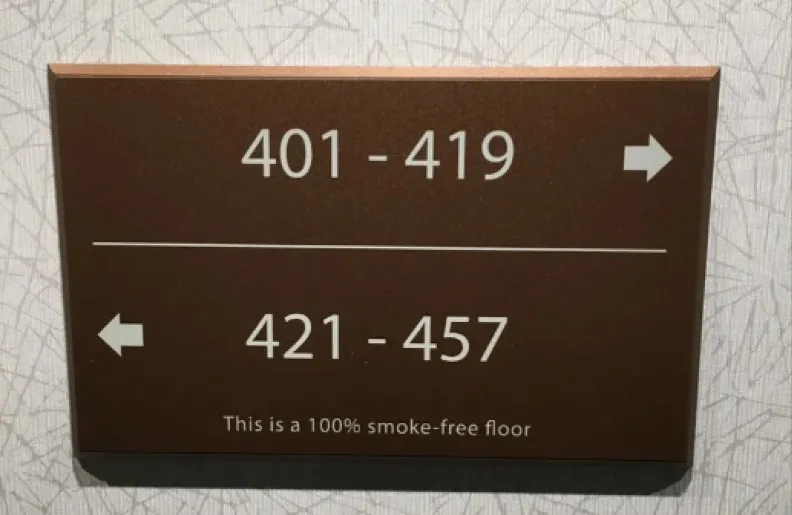 401 - 419
421 - 457
This is a 100% smoke-free floor